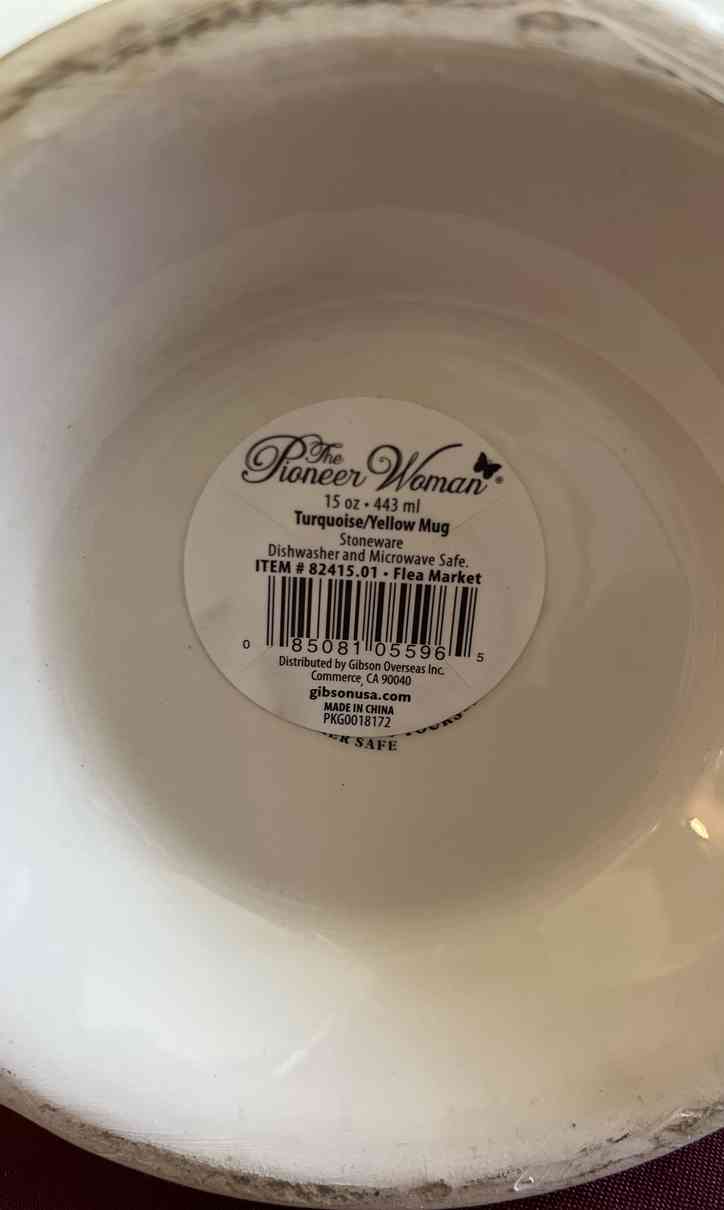 The
Pioneer Woman®
15 oz • 443 ml
Turquoise/Yellow Mug
Stoneware
Dishwasher and Microwave Safe.
ITEM # 82415.01 • Flea Market
0 85081 05596 5
Distributed by Gibson Overseas Inc.
Commerce, CA 90040
gibsonusa.com
MADE IN CHINA
PKG0018172
SAFE